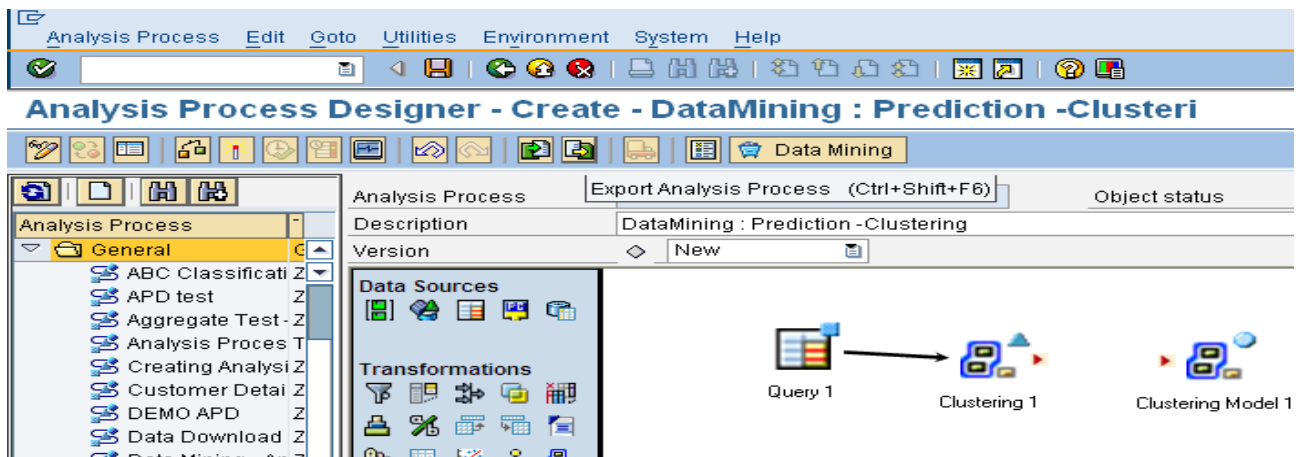 Analysis Process Edit Goto Utilities Environment System Help
Analysis Process Designer - Create - DataMining : Prediction -Clusteri
Data Mining
Export Analysis Process (Ctrl+Shift+F6)
Analysis Process
Object status
Analysis Process
Description
DataMining : Prediction -Clustering
General
Version
New
ABC Classificati Z
APD test Z
Aggregate Test - Z
Analysis Proces T
Creating Analysi Z
Customer Detai Z
DEMO APD Z
Data Download Z
Data Sources
Transformations
Query 1
Clustering 1
Clustering Model 1